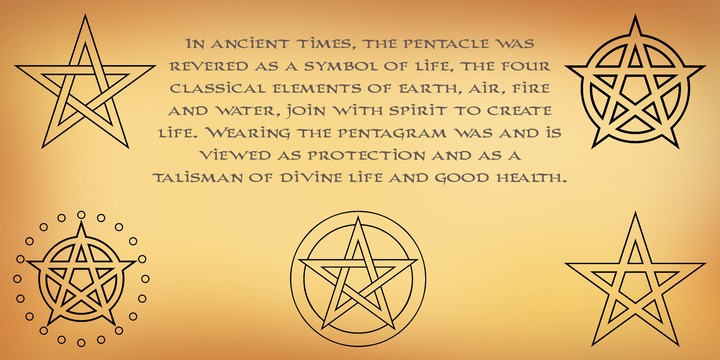 In ancient times, the pentacle was
revered as a symbol of life, the four
classical elements of earth, air, fire
and water, join with spirit to create
life. Wearing the pentagram was and is
viewed as protection and as a
talisman of divine life and good health.